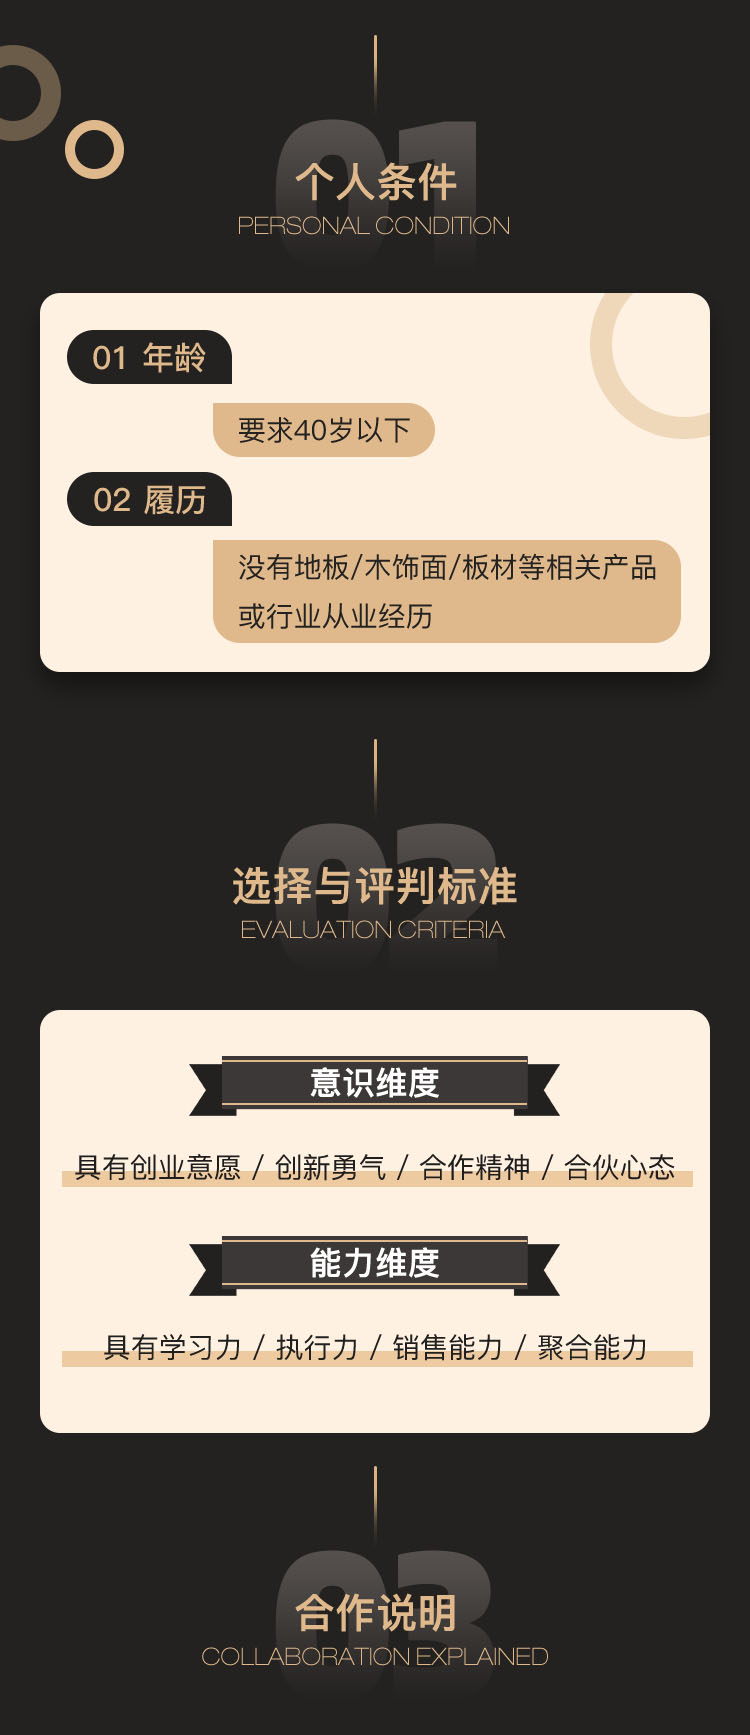 01
个人条件
PERSONAL CONDITION
01 年龄
要求40岁以下
02 履历
没有地板/木饰面/板材等相关产品
或行业从业经历
02
选择与评判标准
EVALUATION CRITERIA
意识维度
具有创业意愿 / 创新勇气 / 合作精神 / 合伙心态
能力维度
具有学习力 / 执行力 / 销售能力 / 聚合能力
03
合作说明
COLLABORATION EXPLAINED